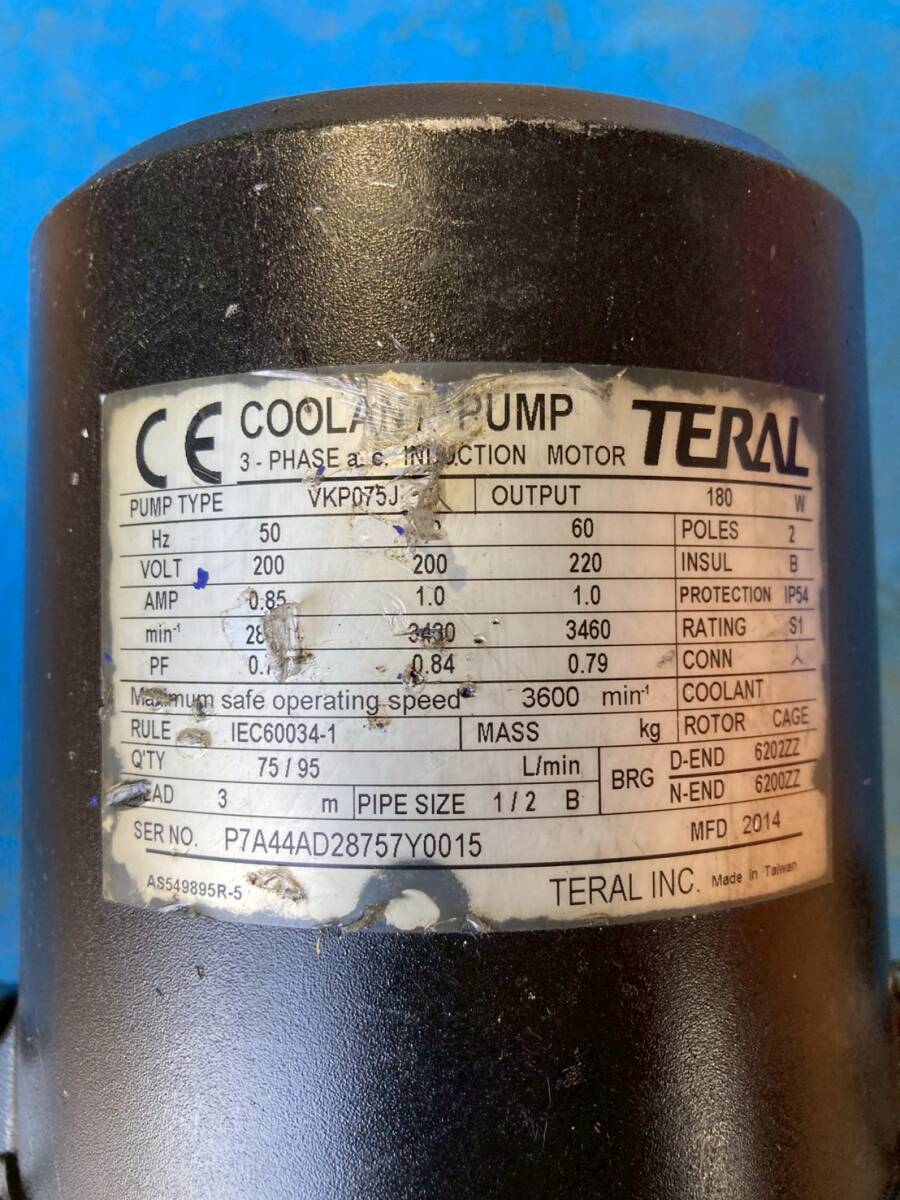 CE COOLANT PUMP TERAL
3 - PHASE a. c. INDUCTION MOTOR
PUMP TYPE VKP075J OUTPUT 180 W
Hz 50 60 POLES 2
VOLT 200 200 220 INSUL B
AMP 0.85 1.0 1.0 PROTECTION IP54
min-1 3430 3460 RATING S1
PF 0.84 0.79 CONN 人
Maximum safe operating speed 3600 min-1 COOLANT
RULE IEC60034-1 MASS kg ROTOR CAGE
Q'TY 75 / 95 L/min BRG D-END 6202ZZ
HEAD 3 m PIPE SIZE 1 / 2 B N-END 6200ZZ
SER NO. P7A44AD28757Y0015 MFD 2014
AS549895R-5 TERAL INC. Made In Taiwan